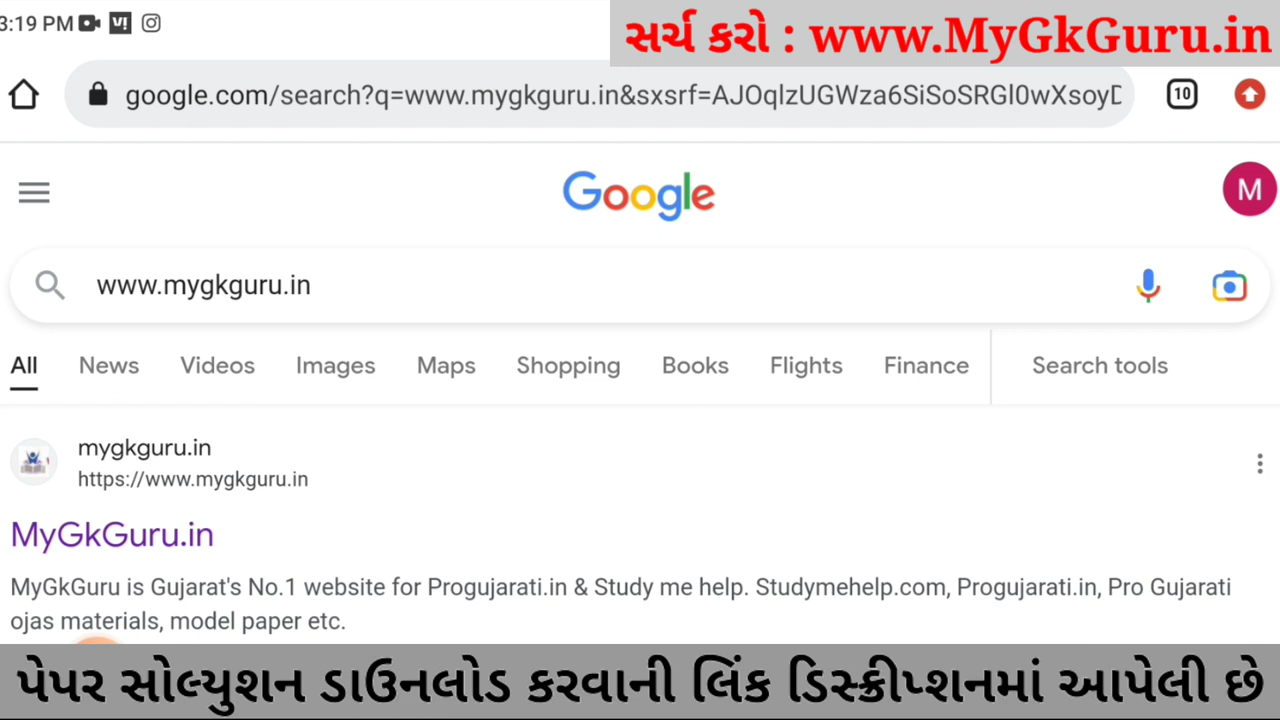 3:19 PM
સર્ચ કરો : www.MyGkGuru.in
google.com/search?q=www.mygkguru.in&sxsrf=AJOqlzUGWza6SiSoSRGl0wXsoyD
10
Google
M
www.mygkguru.in
All News Videos Images Maps Shopping Books Flights Finance Search tools
mygkguru.in
https://www.mygkguru.in
MyGkGuru.in
MyGkGuru is Gujarat's No.1 website for Progujarati.in & Study me help. Studymehelp.com, Progujarati.in, Pro Gujarati
ojas materials, model paper etc.
પેપર સોલ્યુશન ડાઉનલોડ કરવાની લિંક ડિસ્ક્રીપ્શનમાં આપેલી છે